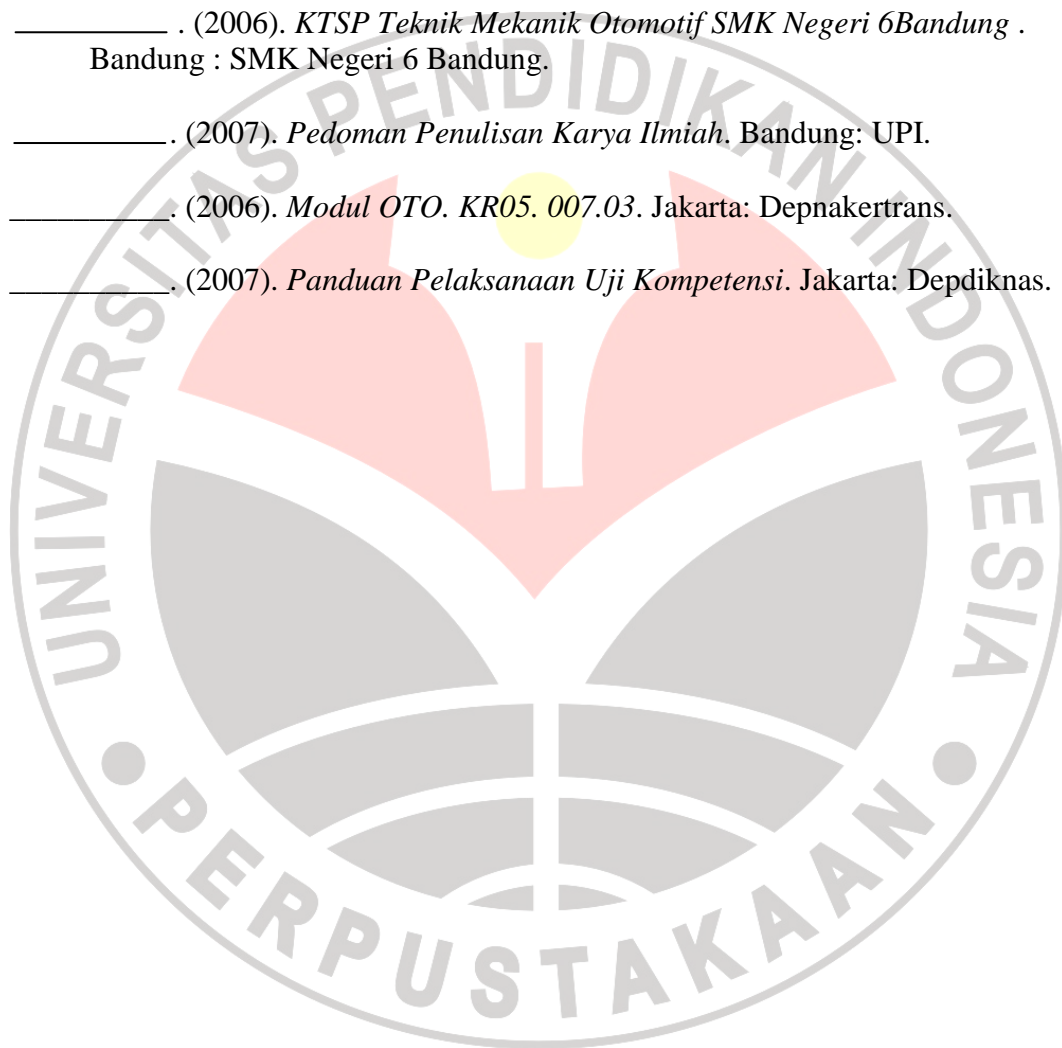 __________ . (2006). KTSP Teknik Mekanik Otomotif SMK Negeri 6Bandung .
Bandung : SMK Negeri 6 Bandung.
__________. (2007). Pedoman Penulisan Karya Ilmiah. Bandung: UPI.
__________. (2006). Modul OTO. KR05. 007.03. Jakarta: Depnakertrans.
__________. (2007). Panduan Pelaksanaan Uji Kompetensi. Jakarta: Depdiknas.
UNIVERSITAS PENDIDIKAN INDONESIA
PERPUSTAKAAN